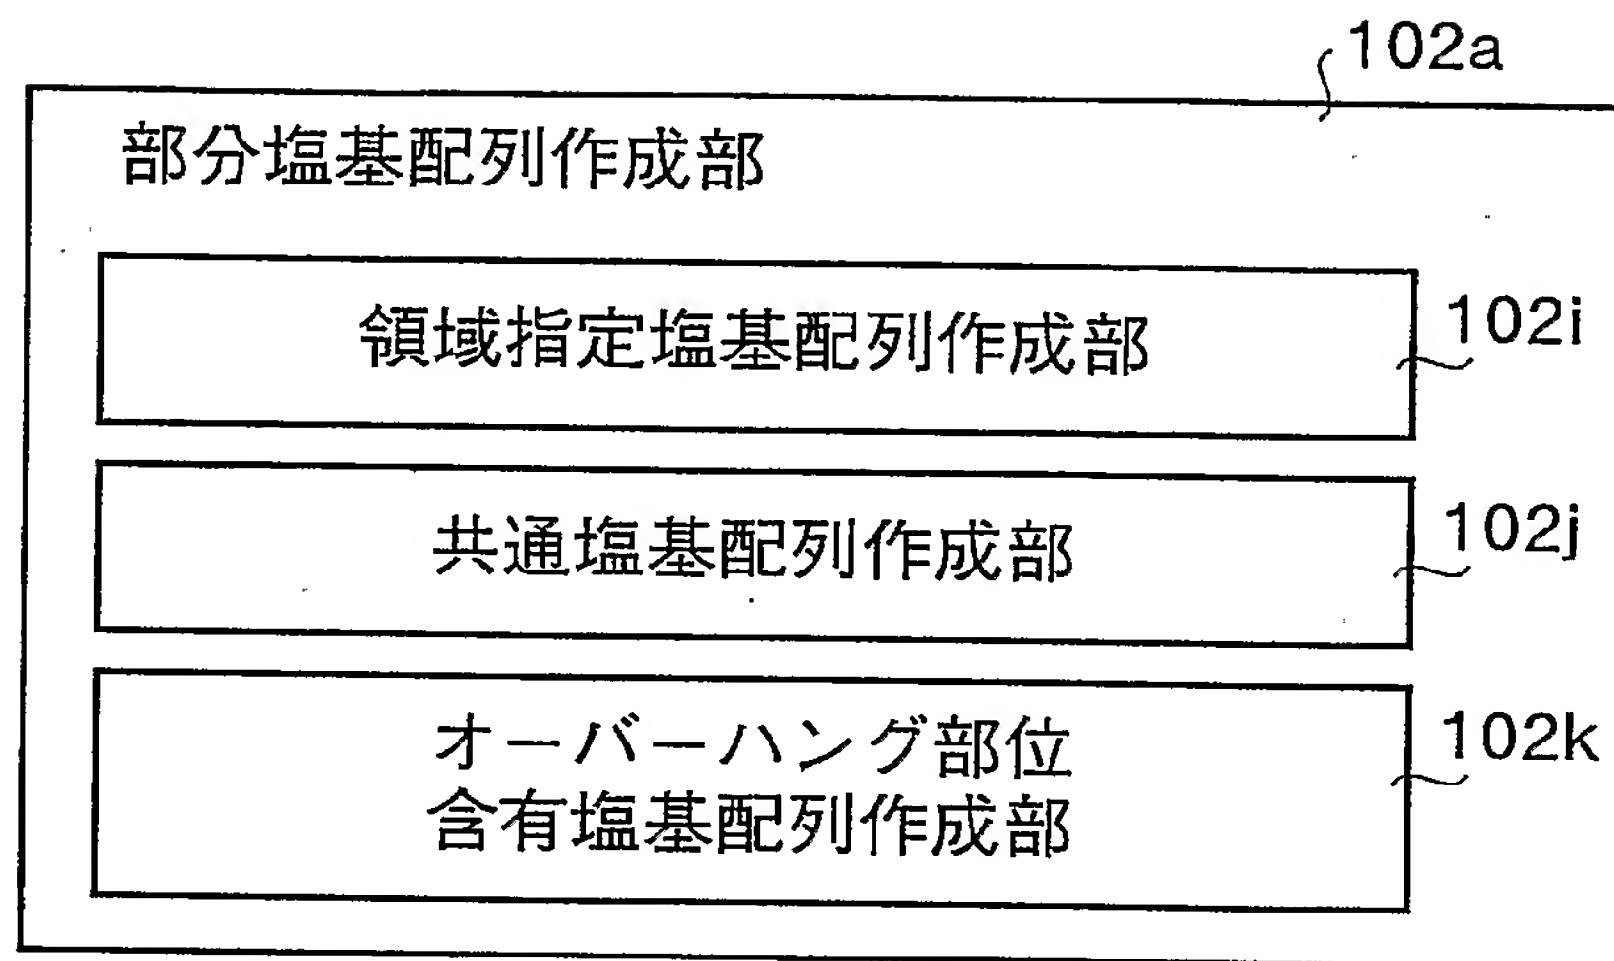 102a
部分塩基配列作成部
領域指定塩基配列作成部
102i
共通塩基配列作成部
102j
オーバーハング部位
含有塩基配列作成部
102k